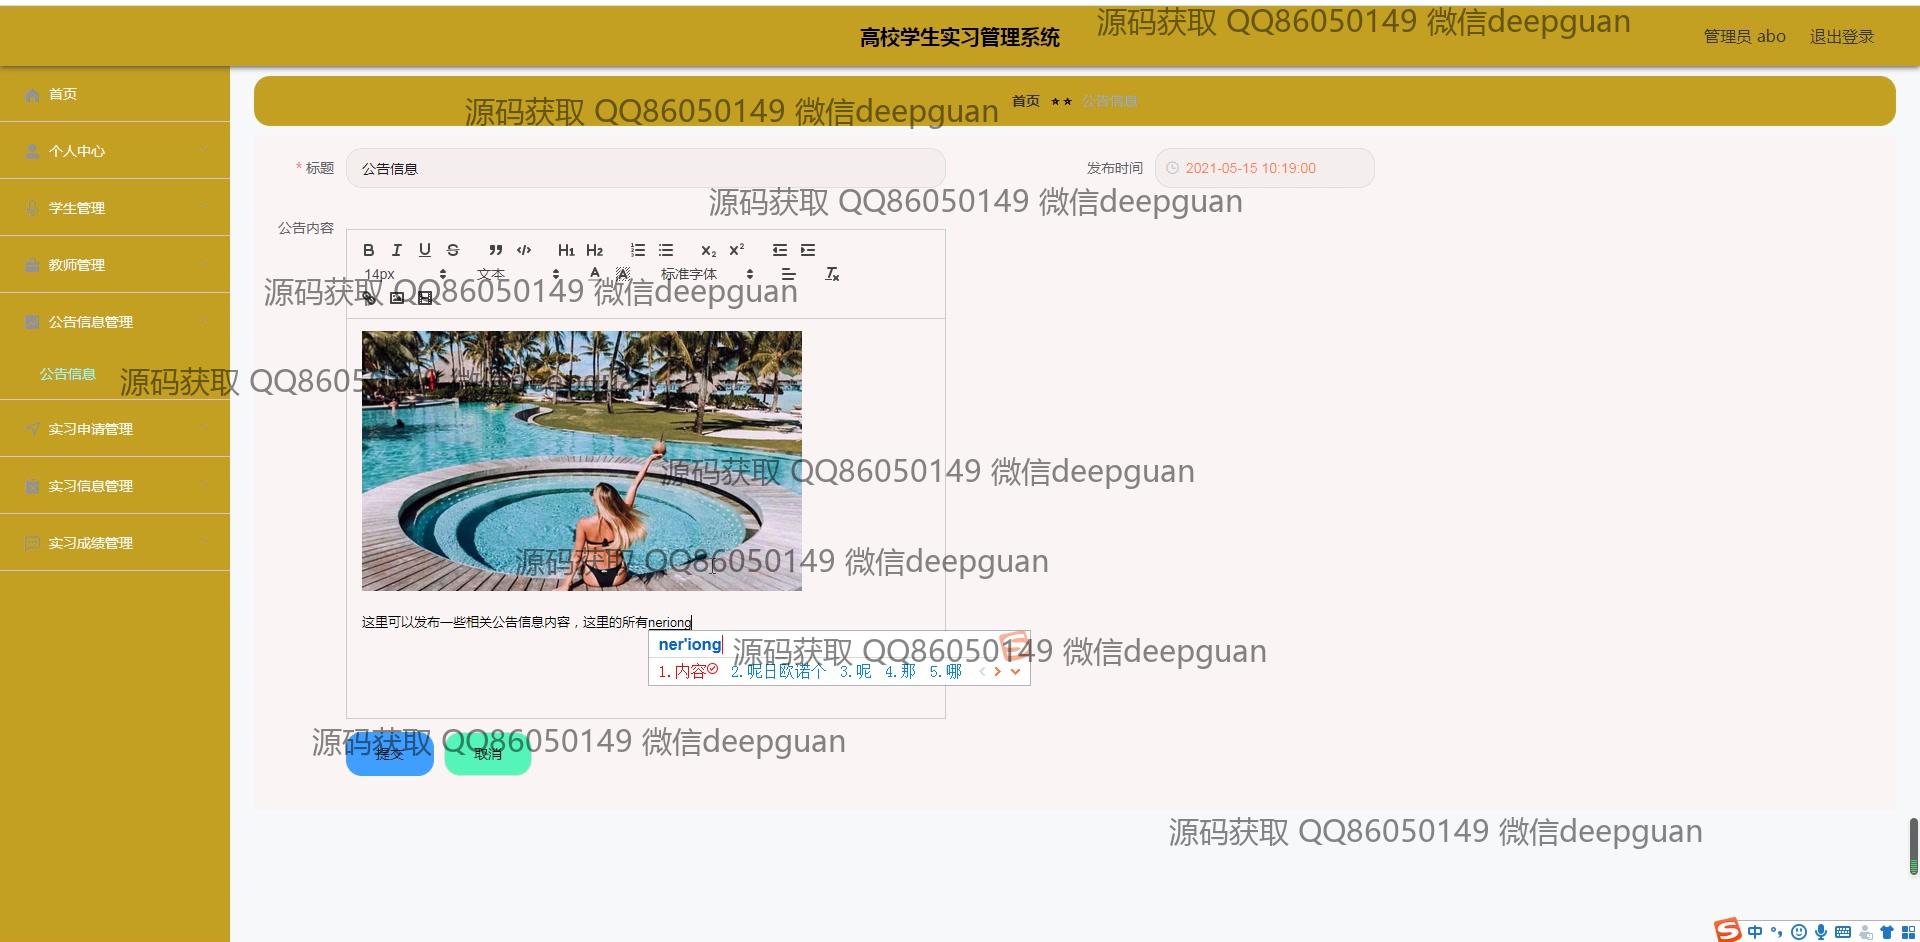 高校学生实习管理系统
源码获取 QQ86050149 微信deepguan
管理员 abo
退出登录
首页
个人中心
学生管理
教师管理
公告信息管理
公告信息
实习申请管理
实习信息管理
实习成绩管理
首页 ★★ 公告信息
源码获取 QQ86050149 微信deepguan
* 标题
公告信息
发布时间
2021-05-15 10:19:00
源码获取 QQ86050149 微信deepguan
公告内容
B I U S H1 H2 X2 X2
14px 文本 A A 标准字体 Tx
源码获取 QQ86050149 微信deepguan
源码获取 QQ86050149 微信deepguan
源码获取 QQ86050149 微信deepguan
源码获取 QQ86050149 微信deepguan
这里可以发布一些相关公告信息内容，这里的所有neriong
ner'iong
源码获取 QQ86050149 微信deepguan
1.内容 2.呢日欧诺个 3.呢 4.那 5.哪
源码获取 QQ86050149 微信deepguan
提交
取消
源码获取 QQ86050149 微信deepguan
S 中